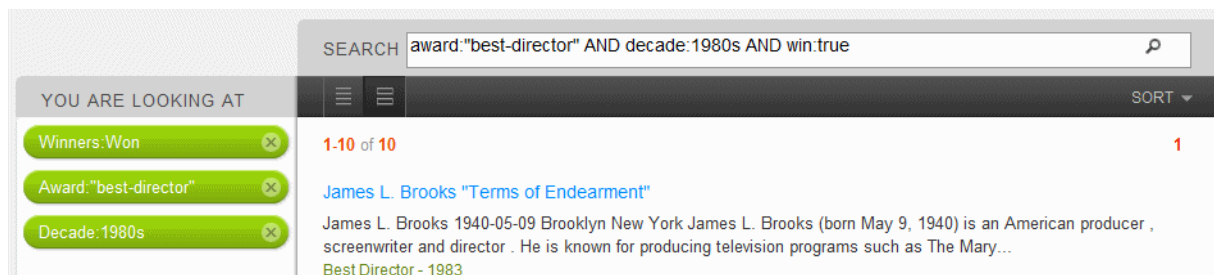 SEARCH award:"best-director" AND decade:1980s AND win:true
YOU ARE LOOKING AT
SORT
Winners:Won
Award:"best-director"
Decade:1980s
1-10 of 10
1
James L. Brooks "Terms of Endearment"
James L. Brooks 1940-05-09 Brooklyn New York James L. Brooks (born May 9, 1940) is an American producer ,
screenwriter and director . He is known for producing television programs such as The Mary...
Best Director - 1983